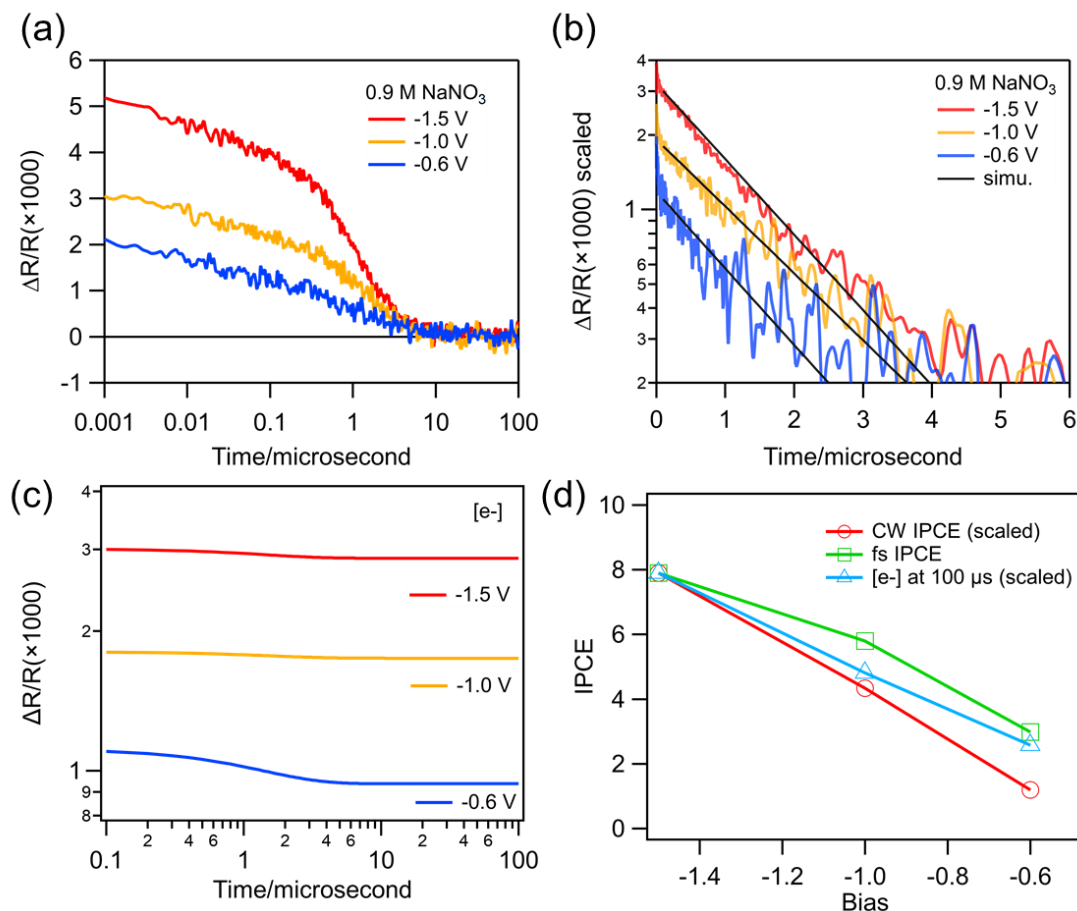 (a)
6
5
4
3
2
1
0
-1
ΔR/R(×1000)
0.9 M NaNO₃
-1.5 V
-1.0 V
-0.6 V
0.001
0.01
0.1
1
10
100
Time/microsecond
(b)
4
3
2
1
6
5
4
3
2
ΔR/R(×1000) scaled
0.9 M NaNO₃
-1.5 V
-1.0 V
-0.6 V
simu.
0
1
2
3
4
5
6
Time/microsecond
(c)
4
3
2
1
9
8
ΔR/R(×1000)
[e-]
-1.5 V
-1.0 V
-0.6 V
0.1
2
4
6
1
2
4
6
10
2
4
6
100
Time/microsecond
(d)
10
8
6
4
2
0
IPCE
CW IPCE (scaled)
fs IPCE
[e-] at 100 µs (scaled)
-1.4
-1.2
-1.0
-0.8
-0.6
Bias